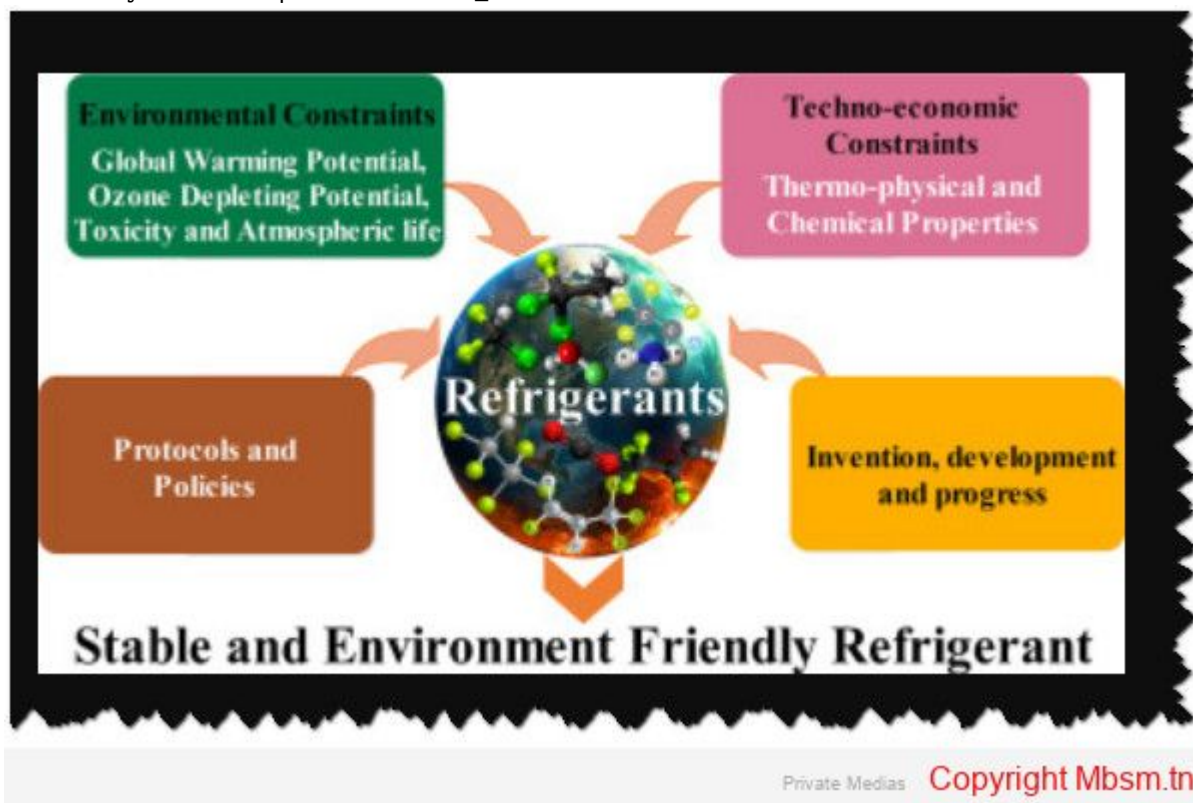 Environmental Constraints
Global Warming Potential,
Ozone Depleting Potential,
Toxicity and Atmospheric life
Techno-economic
Constraints
Thermo-physical and
Chemical Properties
Refrigerants
Protocols and
Policies
Invention, development
and progress
Stable and Environment Friendly Refrigerant
Private Medias Copyright Mbsm.tn